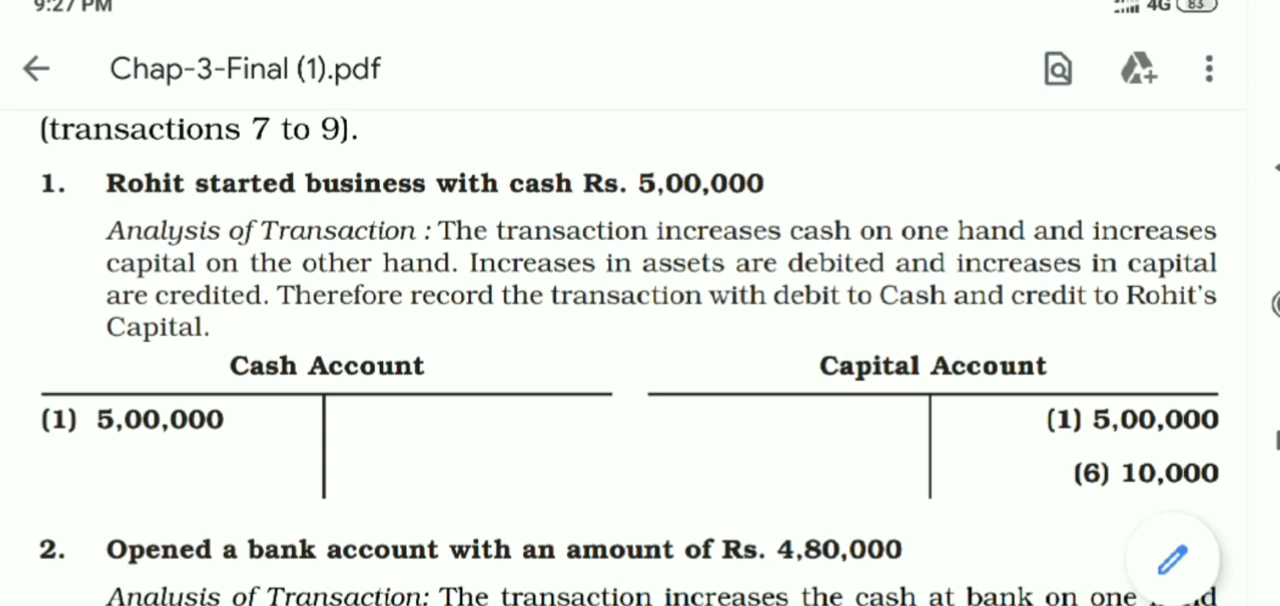 9:27 PM 4G 83
Chap-3-Final (1).pdf
(transactions 7 to 9).
1. Rohit started business with cash Rs. 5,00,000
Analysis of Transaction : The transaction increases cash on one hand and increases
capital on the other hand. Increases in assets are debited and increases in capital
are credited. Therefore record the transaction with debit to Cash and credit to Rohit's
Capital.
Cash Account Capital Account
(1) 5,00,000 (1) 5,00,000
(6) 10,000
2. Opened a bank account with an amount of Rs. 4,80,000
Analysis of Transaction: The transaction increases the cash at bank on one